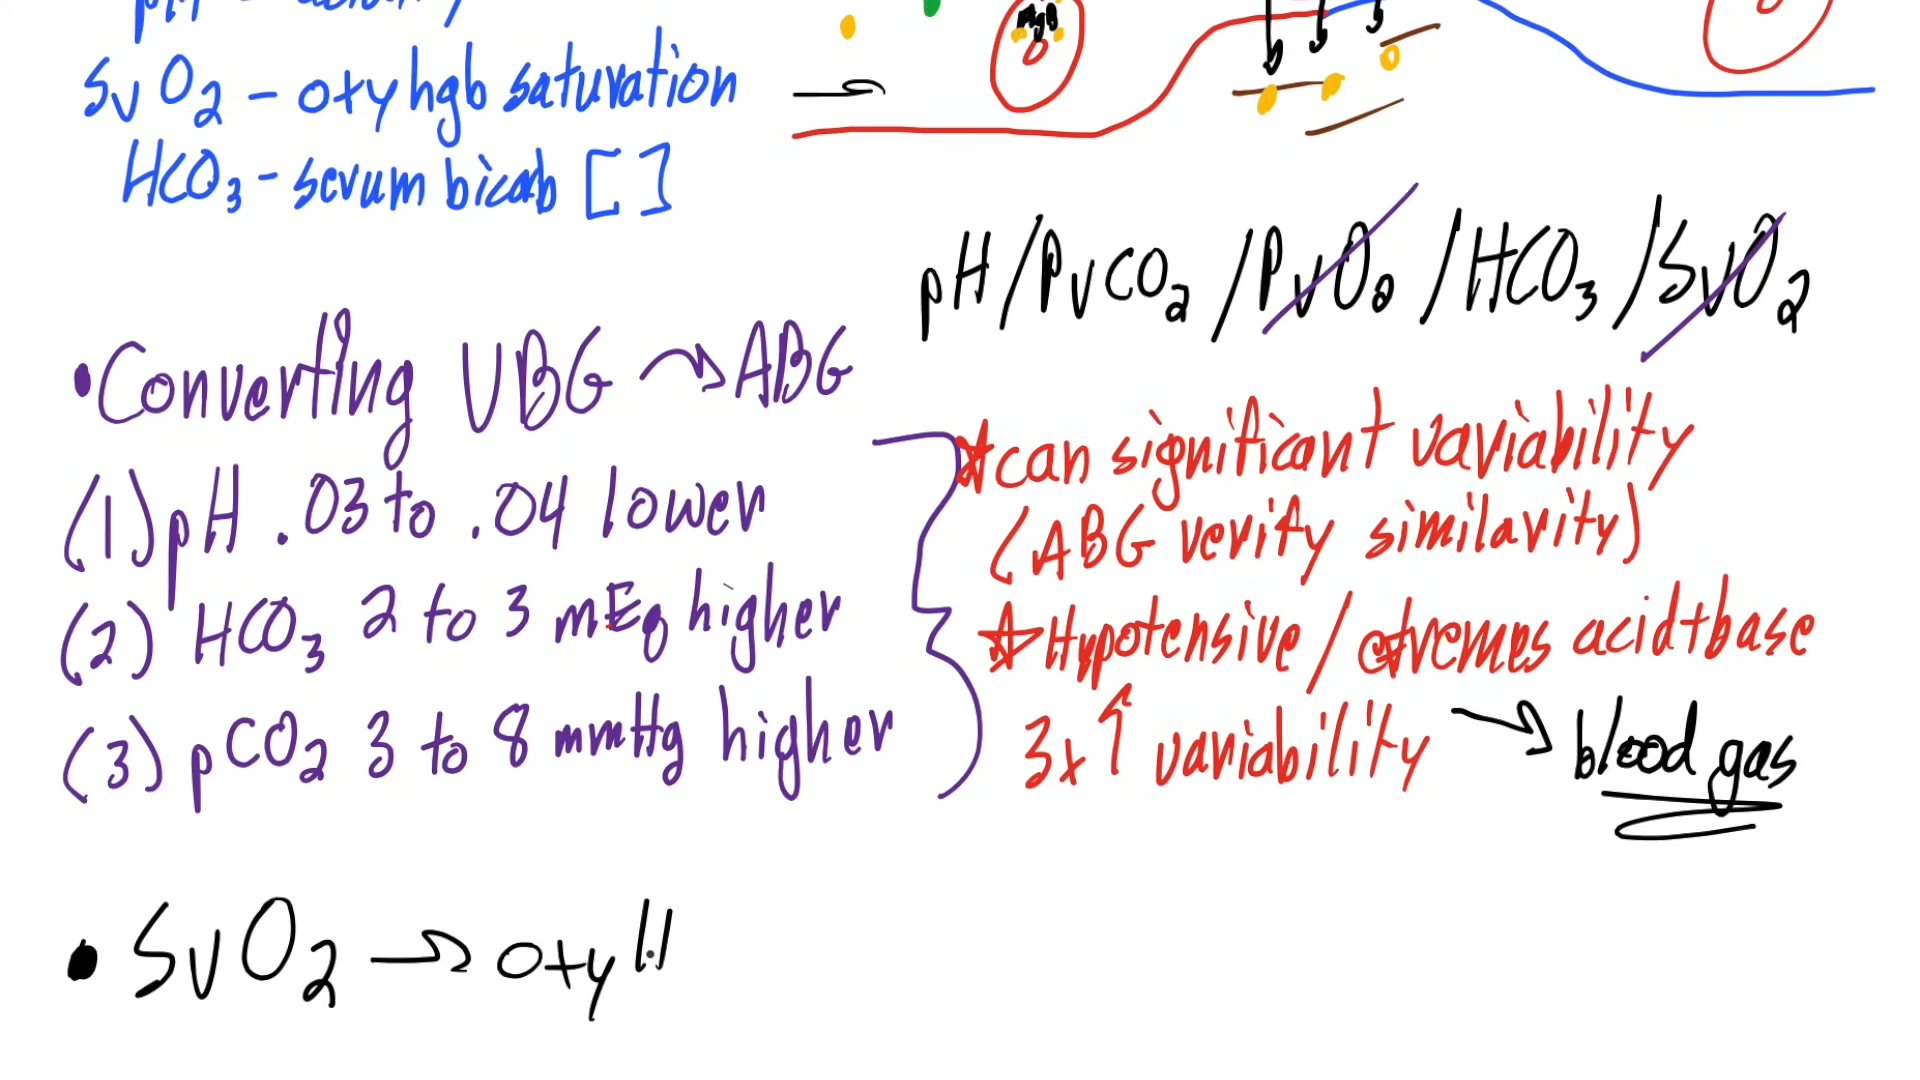 SvO2 - oxyhgb saturation
HCO3 - serum bicarb [ ]
pH/PvCO2/PvO2/HCO3/SvO2
•Converting VBG → ABG
(1) pH .03 to .04 lower
(2) HCO3 2 to 3 mEq higher
(3) pCO2 3 to 8 mmHg higher
*can significant variability
(ABG verify similarity)
*Hypotensive/extremes acid+base
3x↑ variability → blood gas
• SvO2 → oxy